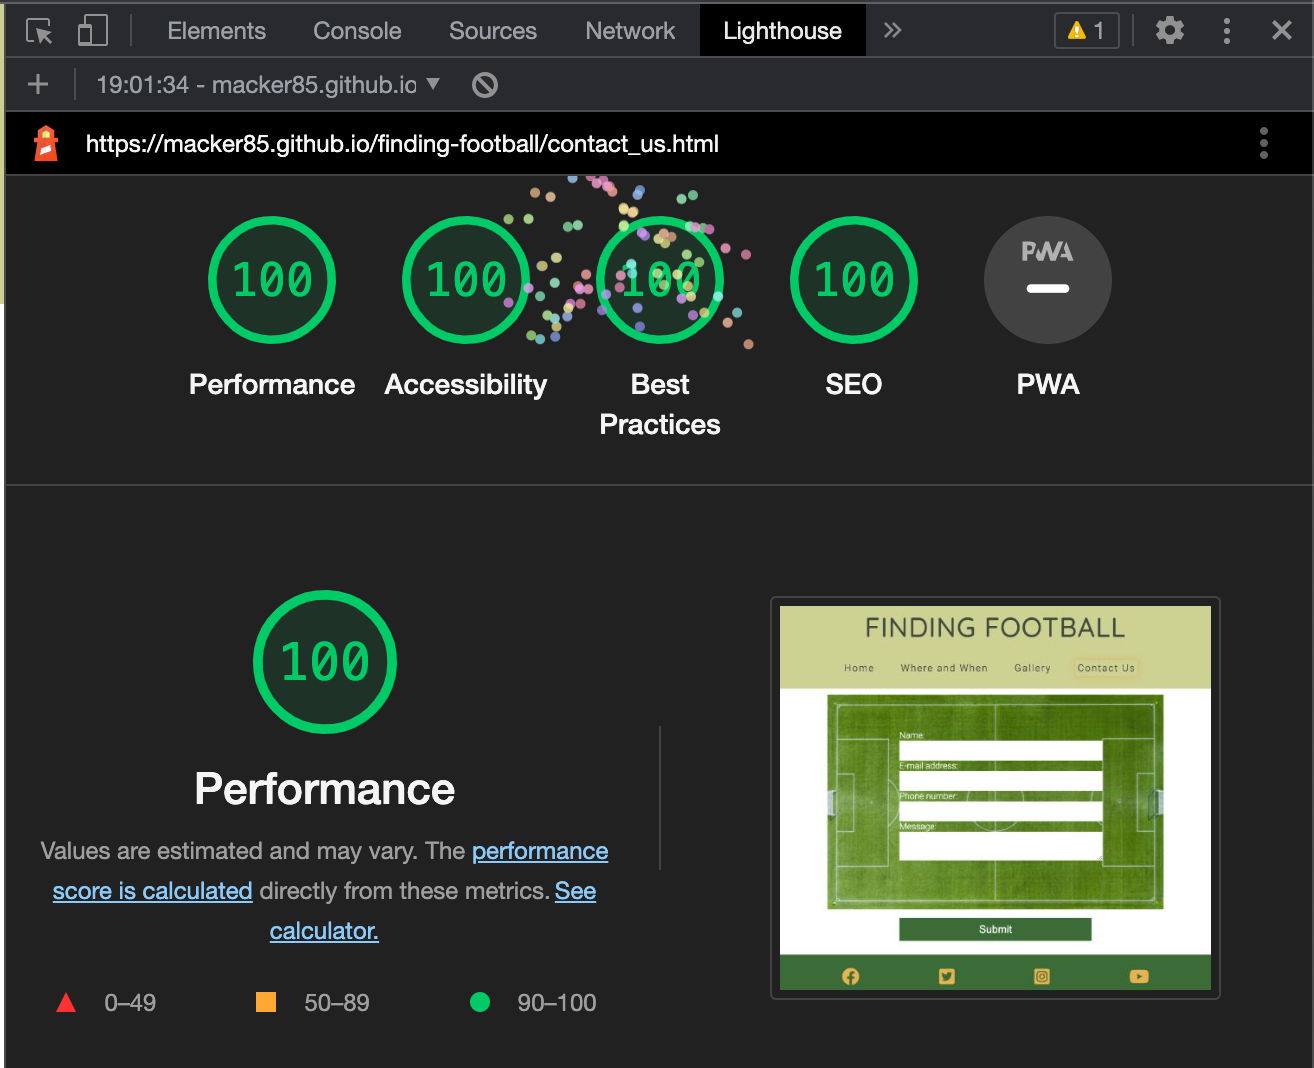 Elements Console Sources Network Lighthouse 1
19:01:34 - macker85.github.io
https://macker85.github.io/finding-football/contact_us.html
100 100 100 100 PWA
Performance Accessibility Best Practices SEO PWA
100
Performance
Values are estimated and may vary. The performance
score is calculated directly from these metrics. See
calculator.
0–49 50–89 90–100
FINDING FOOTBALL
Home Where and When Gallery Contact Us
Name:
E-mail address:
Phone number:
Message:
Submit